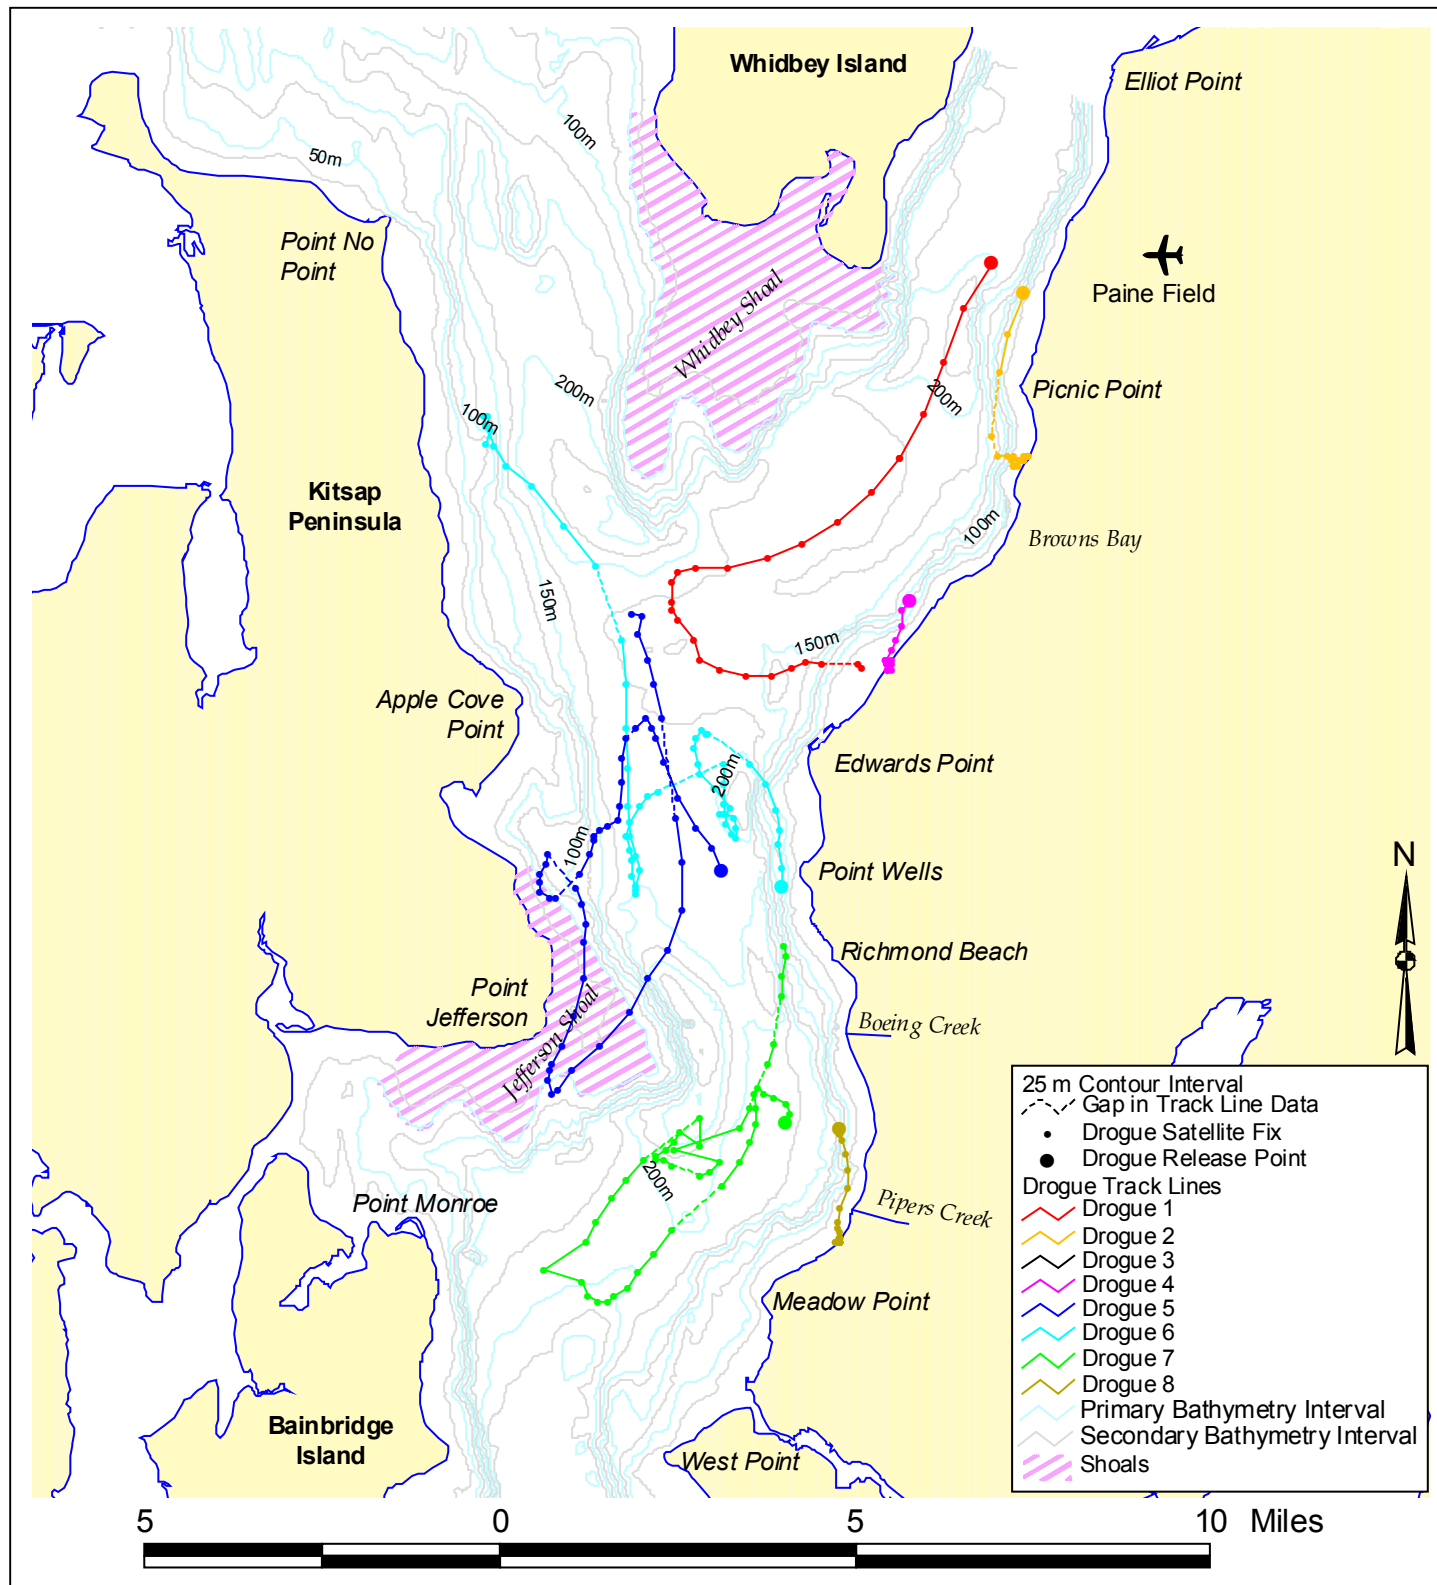 Whidbey Island
Elliot Point
100m
50m
Point No
Point
Paine Field
Whidbey Shoal
200m
200m
Picnic Point
100m
Kitsap
Peninsula
100m
Browns Bay
150m
150m
Apple Cove
Point
Edwards Point
200m
100m
Point Wells
N
Richmond Beach
Point
Jefferson
Jefferson Shoal
Boeing Creek
200m
Point Monroe
Pipers Creek
Meadow Point
Bainbridge
Island
West Point
25 m Contour Interval
Gap in Track Line Data
Drogue Satellite Fix
Drogue Release Point
Drogue Track Lines
Drogue 1
Drogue 2
Drogue 3
Drogue 4
Drogue 5
Drogue 6
Drogue 7
Drogue 8
Primary Bathymetry Interval
Secondary Bathymetry Interval
Shoals
5 0 5 10 Miles